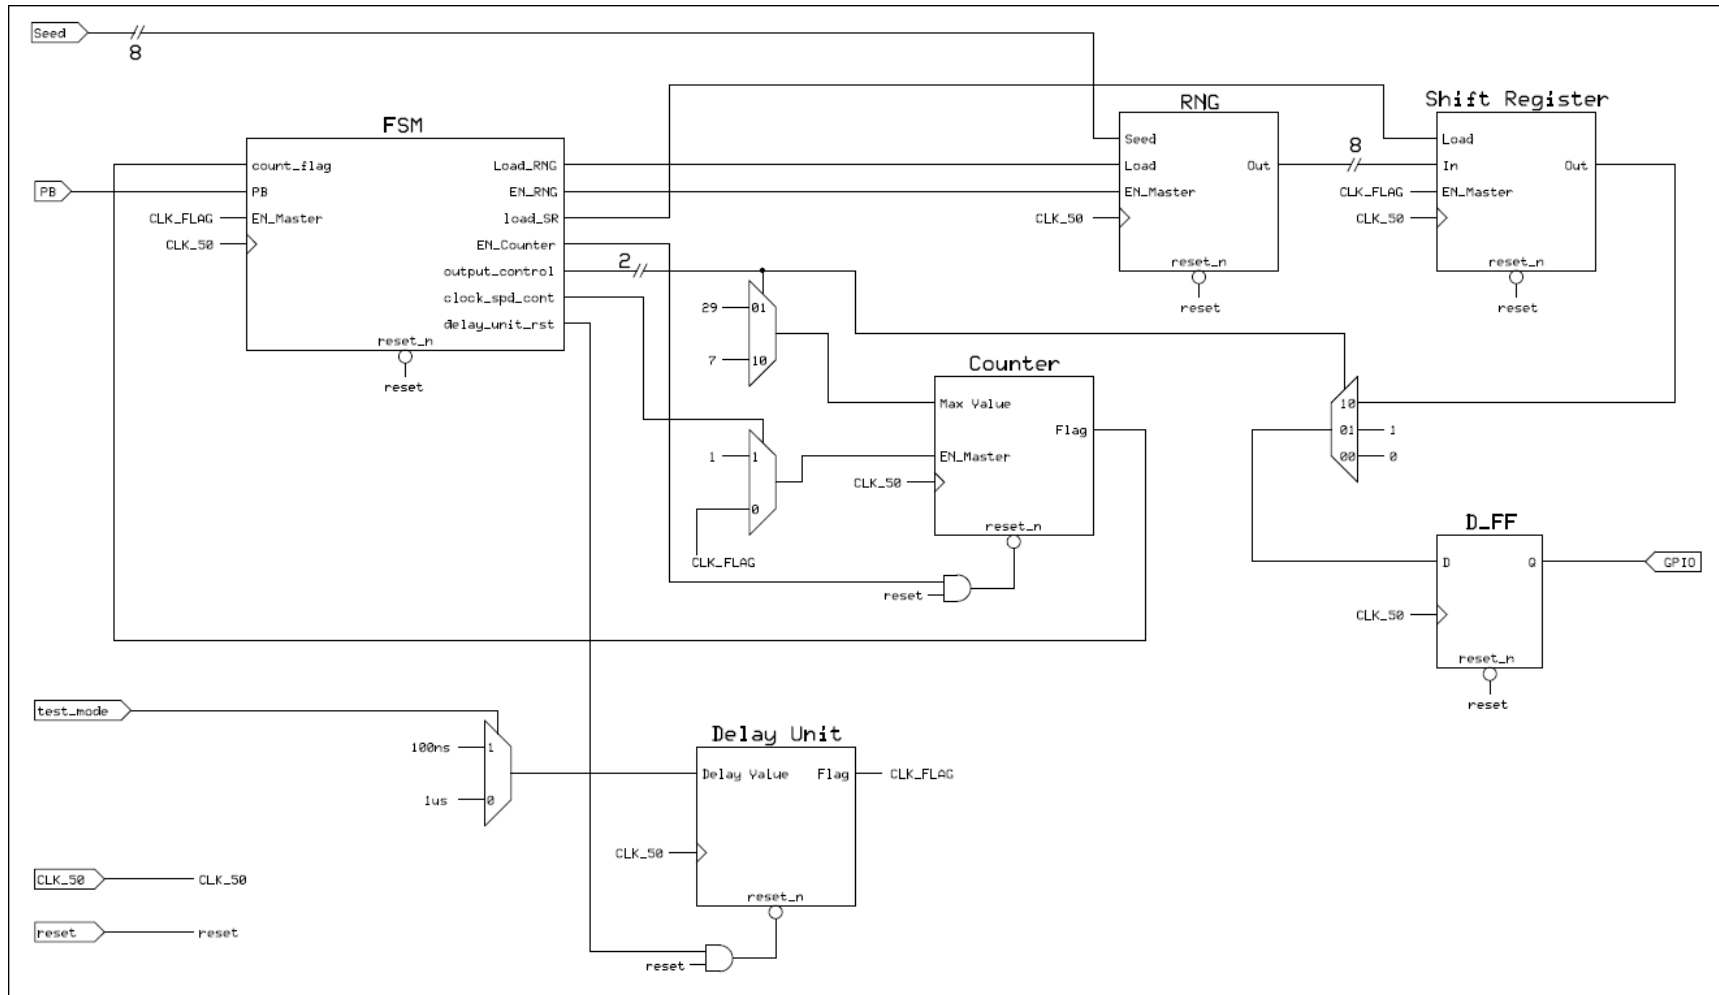 Seed
8
RNG
Shift Register
FSM
Seed
Load
8
count_flag
Load_RNG
Load
Out
In
Out
PB
PB
EN_RNG
EN_Master
CLK_FLAG
EN_Master
CLK_FLAG
EN_Master
load_SR
CLK_50
CLK_50
CLK_50
EN_Counter
2
output_control
reset_n
reset_n
clock_spd_cont
29
01
reset
reset
delay_unit_rst
reset_n
7
10
Counter
reset
Max Value
10
Flag
01
1
1
1
EN_Master
00
0
CLK_50
0
reset_n
D_FF
CLK_FLAG
D
Q
GPIO
reset
CLK_50
reset_n
test_mode
reset
Delay Unit
100ns
1
Delay Value
Flag
CLK_FLAG
1us
0
CLK_50
CLK_50
CLK_50
reset_n
reset
reset
reset